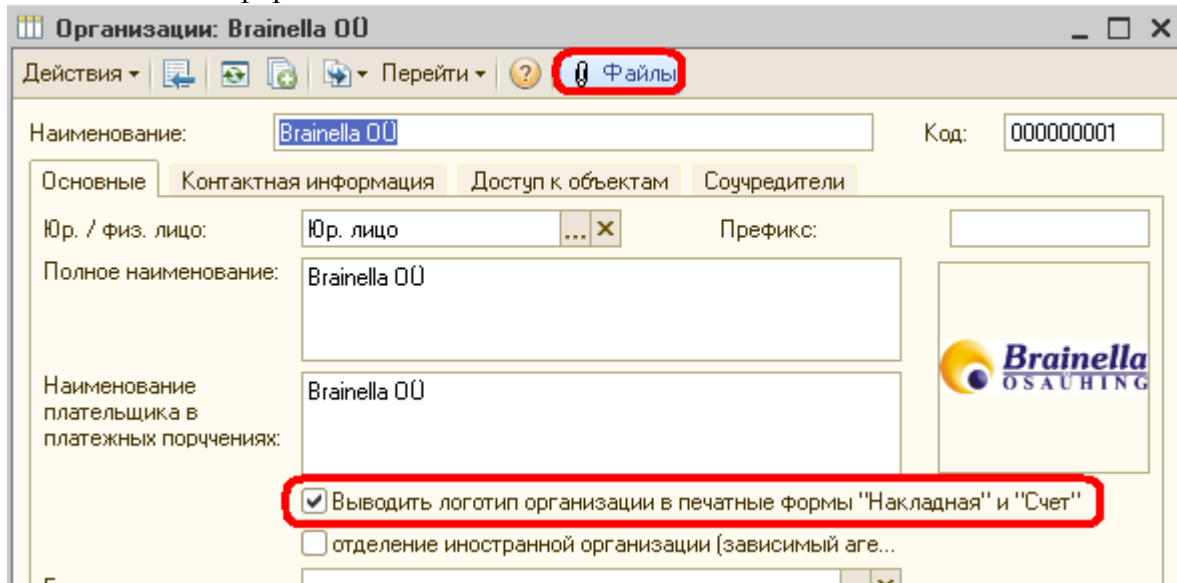 Организации: Brainella OÜ
Действия Перейти Файлы
Наименование: Brainella OÜ Код: 000000001
Основные Контактная информация Доступ к объектам Соучредители
Юр. / физ. лицо: Юр. лицо ... Префикс:
Полное наименование: Brainella OÜ
Brainella
OSAÜHING
Наименование плательщика в платежных поручениях: Brainella OÜ
Выводить логотип организации в печатные формы "Накладная" и "Счет"
отделение иностранной организации (зависимый аге...